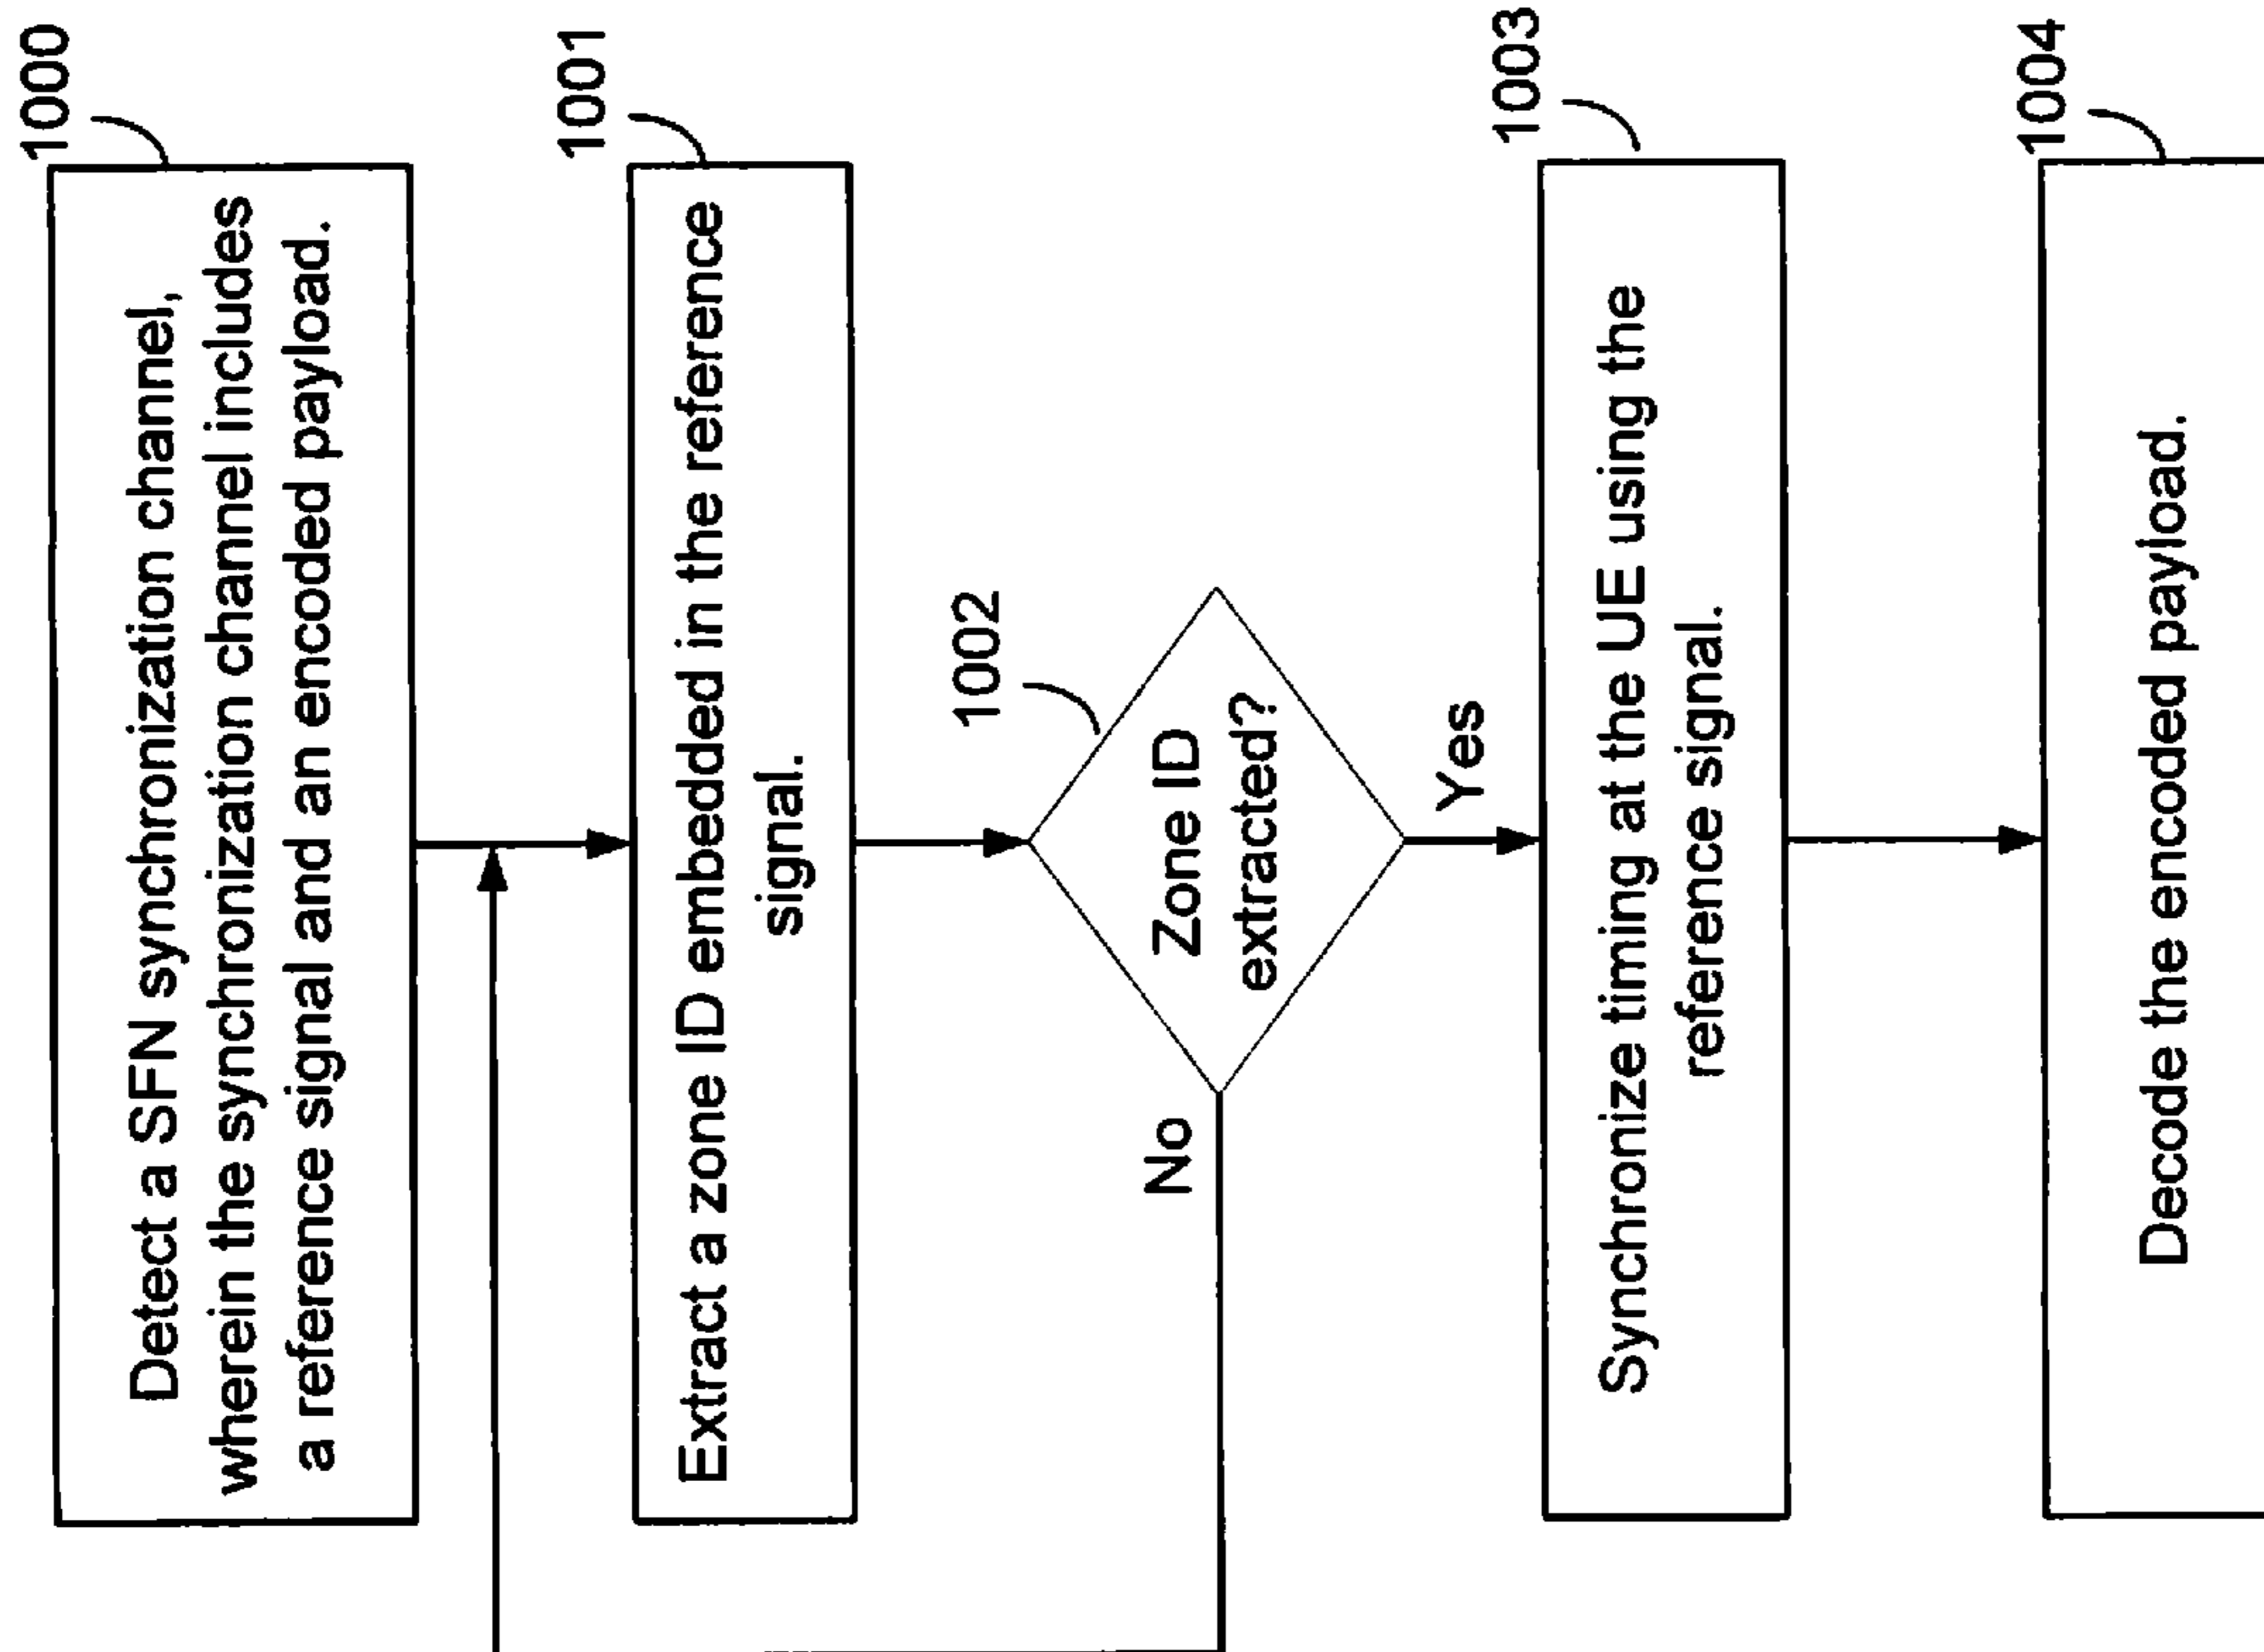 1000
Detect a SFN synchronization channel,
wherein the synchronization channel includes
a reference signal and an encoded payload.
1001
Extract a zone ID embedded in the reference
signal.
1002
Zone ID
extracted?
No
Yes
1003
Synchronize timing at the UE using the
reference signal.
1004
Decode the encoded payload.